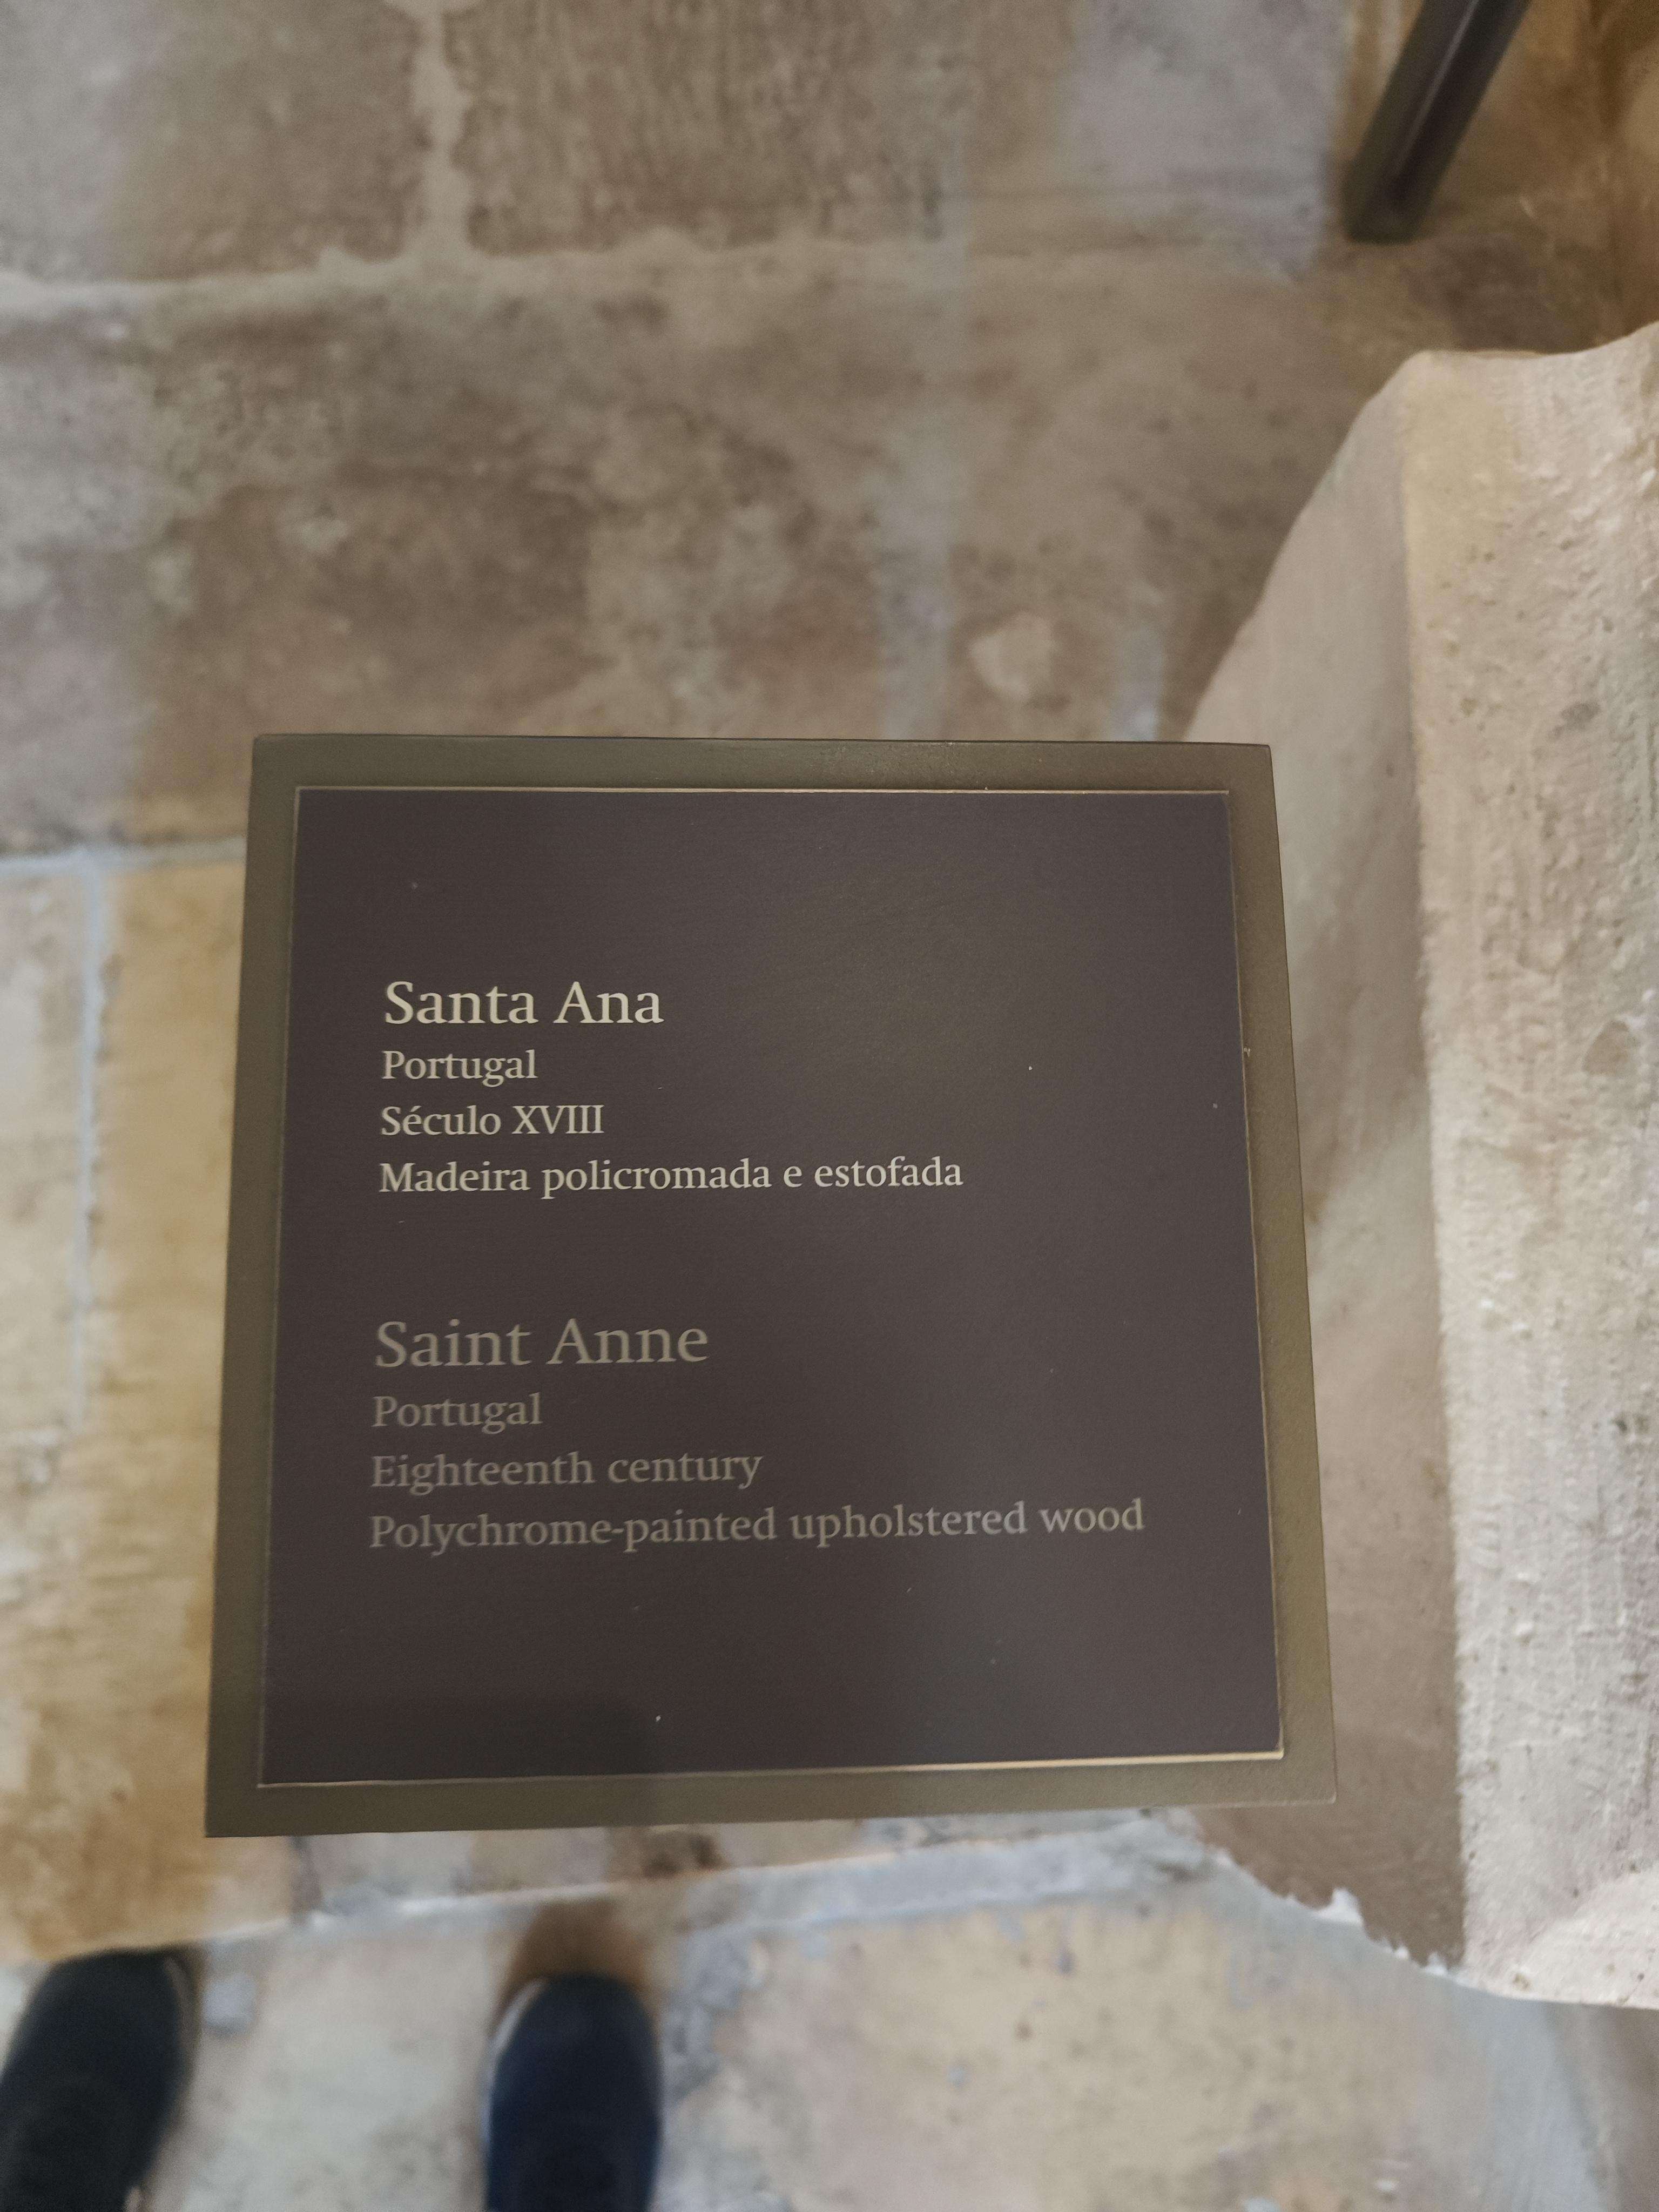 Santa Ana
Portugal
Século XVIII
Madeira policromada e estofada
Saint Anne
Portugal
Eighteenth century
Polychrome-painted upholstered wood